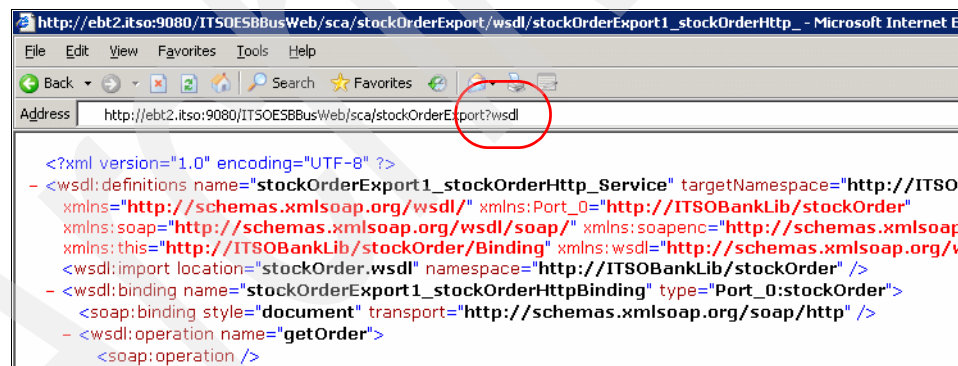 http://ebt2.itso:9080/ITSOESBBusWeb/sca/stockOrderExport/wsdl/stockOrderExport1_stockOrderHttp_ - Microsoft Internet E
File Edit View Favorites Tools Help
Back Search Favorites
Address http://ebt2.itso:9080/ITSOESBBusWeb/sca/stockOrderExport?wsdl
<?xml version="1.0" encoding="UTF-8" ?>
- <wsdl:definitions name="stockOrderExport1_stockOrderHttp_Service" targetNamespace="http://ITSO
xmlns="http://schemas.xmlsoap.org/wsdl/" xmlns:Port_0="http://ITSOBankLib/stockOrder"
xmlns:soap="http://schemas.xmlsoap.org/wsdl/soap/" xmlns:soapenc="http://schemas.xmlsoap
xmlns:this="http://ITSOBankLib/stockOrder/Binding" xmlns:wsdl="http://schemas.xmlsoap.org/w
<wsdl:import location="stockOrder.wsdl" namespace="http://ITSOBankLib/stockOrder" />
- <wsdl:binding name="stockOrderExport1_stockOrderHttpBinding" type="Port_0:stockOrder">
<soap:binding style="document" transport="http://schemas.xmlsoap.org/soap/http" />
- <wsdl:operation name="getOrder">
<soap:operation />